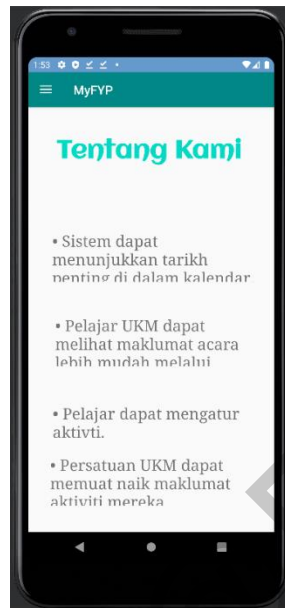 1:53
MyFYP
Tentang Kami
• Sistem dapat
menunjukkan tarikh
penting di dalam kalendar
• Pelajar UKM dapat
melihat maklumat acara
lebih mudah melalui
• Pelajar dapat mengatur
aktivti.
• Persatuan UKM dapat
memuat naik maklumat
aktiviti mereka